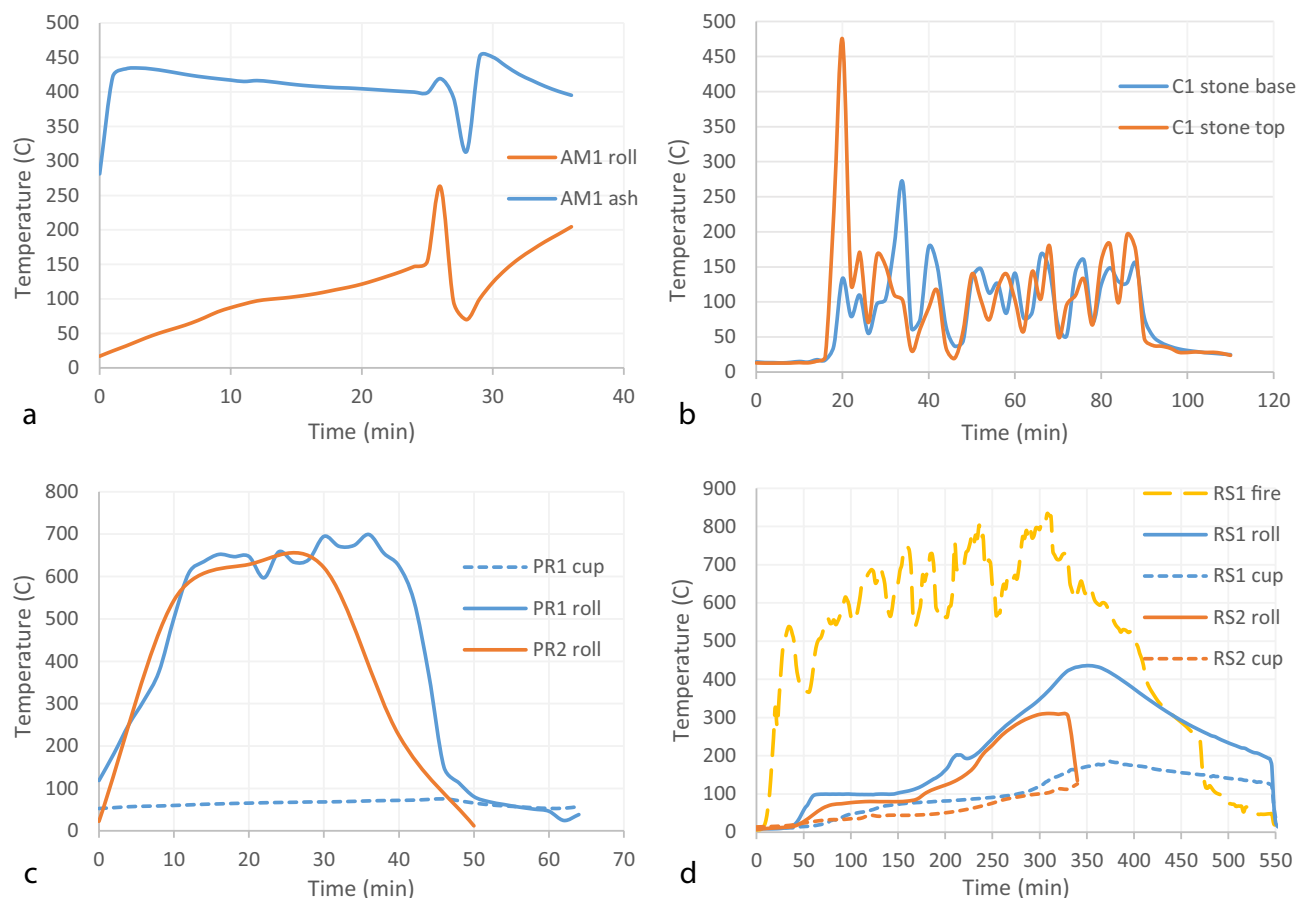 500
450
400
350
300
250
200
150
100
50
0
Temperature (C)
AM1 roll
AM1 ash
0 10 20 30 40
Time (min)
a
500
450
400
350
300
250
200
150
100
50
0
Temperature (C)
C1 stone base
C1 stone top
0 20 40 60 80 100 120
Time (min)
b
800
700
600
500
400
300
200
100
0
Temperature (C)
PR1 cup
PR1 roll
PR2 roll
0 10 20 30 40 50 60 70
Time (min)
c
900
800
700
600
500
400
300
200
100
0
Temperature (C)
RS1 fire
RS1 roll
RS1 cup
RS2 roll
RS2 cup
0 50 100 150 200 250 300 350 400 450 500 550
Time (min)
d